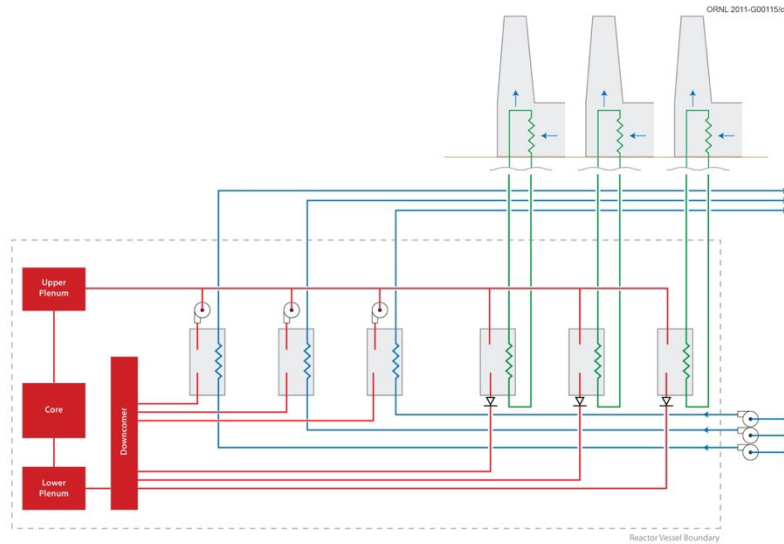 ORNL 2011-G00115/c
Upper
Plenum
Core
Downcomer
Lower
Plenum
Reactor Vessel Boundary